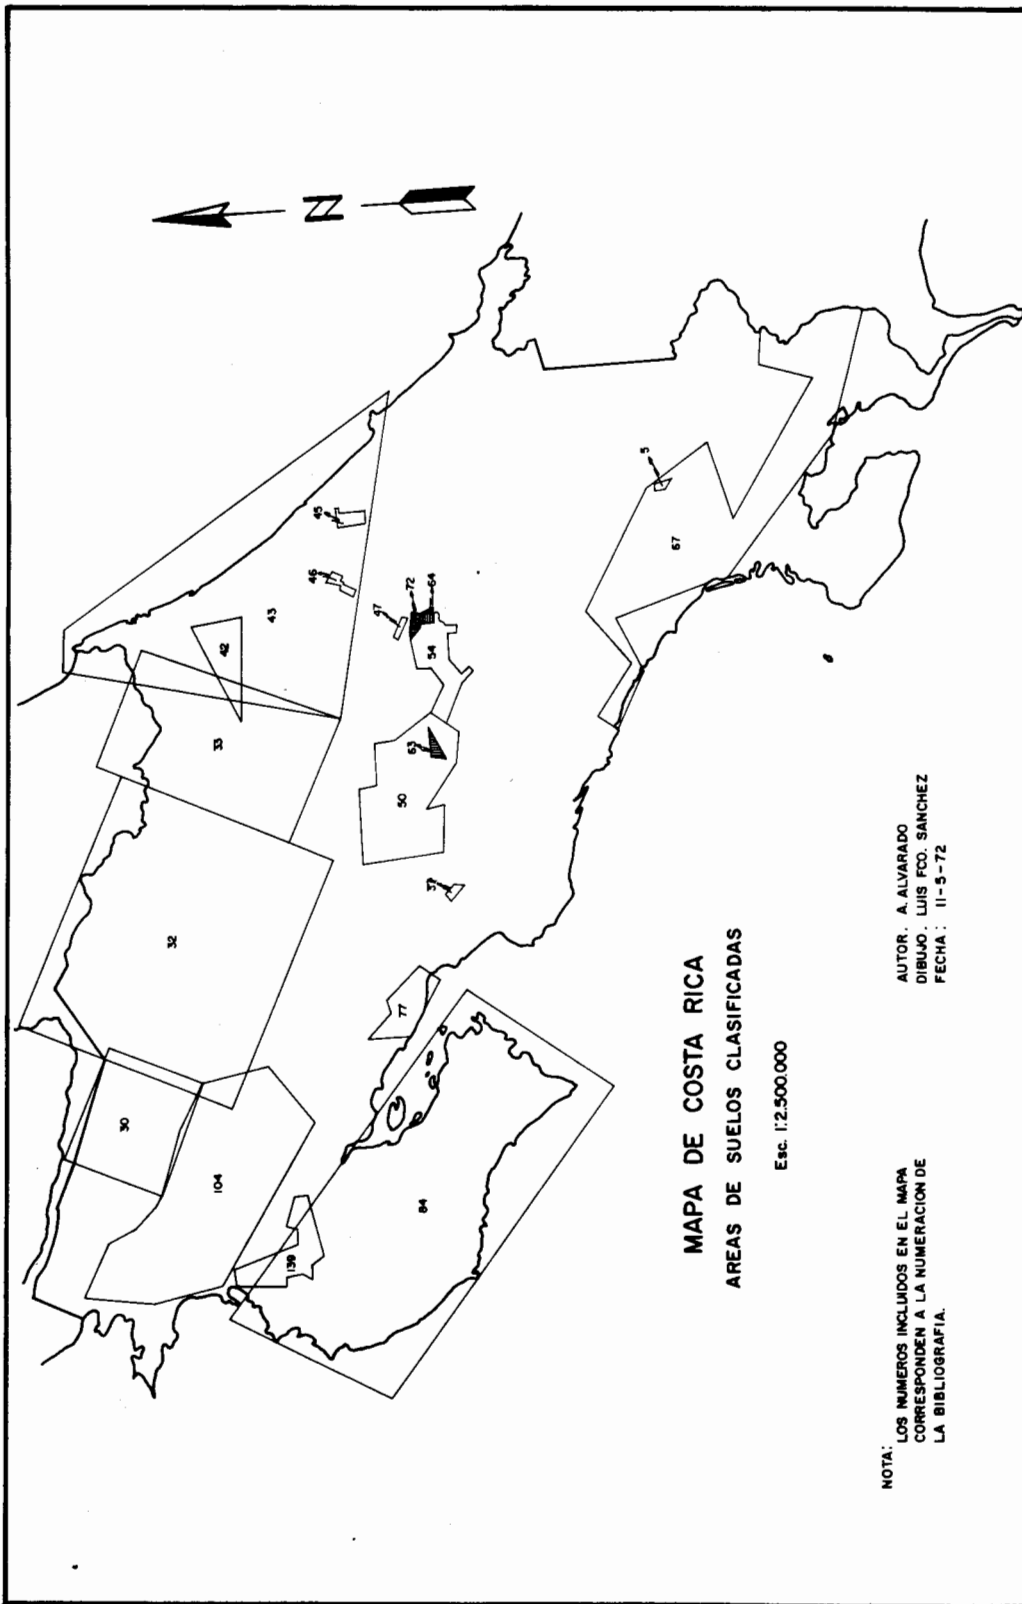 N
30
32
33
42
43
45
46
47
72
64
54
63
50
37
77
104
139
84
5
67
MAPA DE COSTA RICA
AREAS DE SUELOS CLASIFICADAS
Esc. 1:2.500.000
NOTA:
LOS NUMEROS INCLUIDOS EN EL MAPA
CORRESPONDEN A LA NUMERACION DE
LA BIBLIOGRAFIA.
AUTOR. A. ALVARADO
DIBUJO. LUIS FCO. SANCHEZ
FECHA: 11-5-72